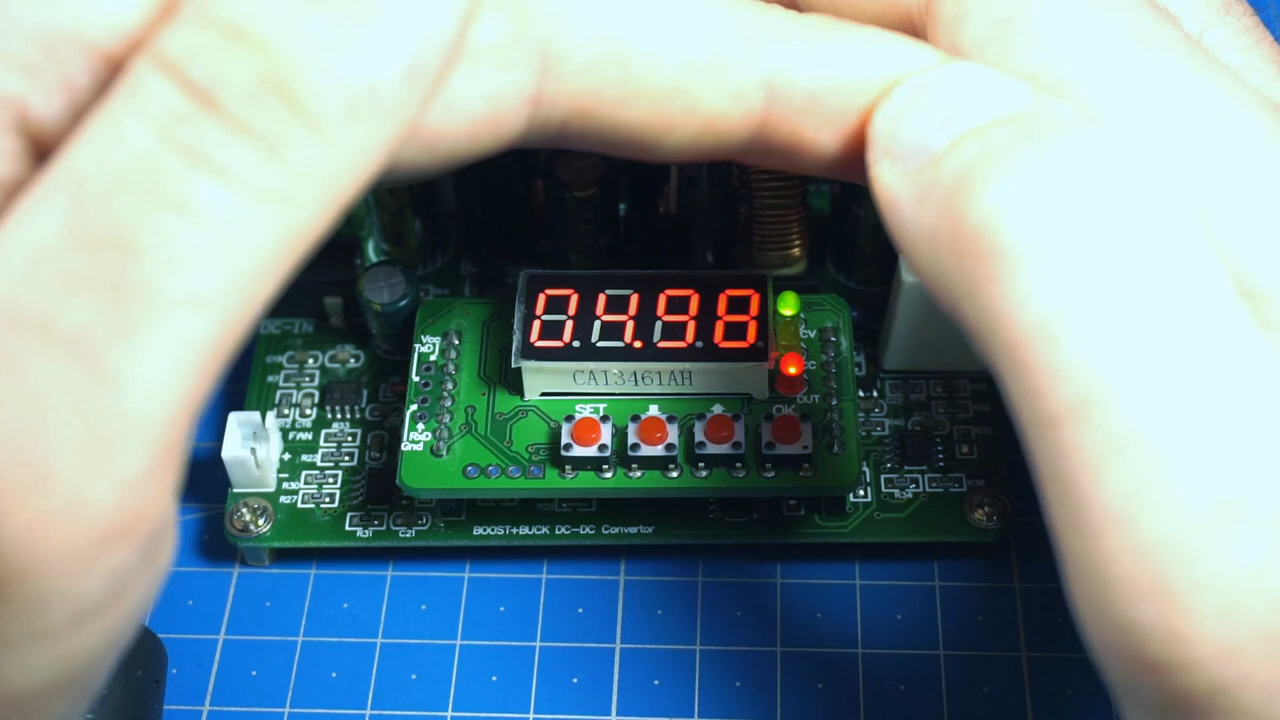 04.98
CAI3461AH
DC-IN
Vcc
TxD
RxD
Gnd
CV
CC
OUT
SET
OK
FAN
+
-
R33
R22
R30
R27
R31
C21
R34
BOOST+BUCK DC-DC Convertor